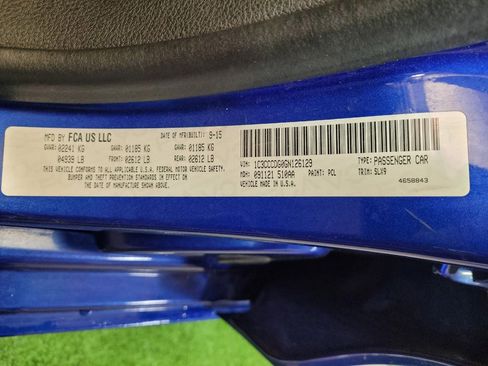 MFD BY FCA US LLC DATE OF MFR(BUILT): 9-15
GVWR: 02241 KG GAWR: 01185 KG GAWR: 01185 KG
04939 LB FRONT: 02612 LB REAR: 02612 LB
THIS VEHICLE CONFORMS TO ALL APPLICABLE U.S.A. FEDERAL MOTOR VEHICLE SAFETY,
BUMPER AND THEFT PREVENTION STANDARDS IN EFFECT
ON THE DATE OF MANUFACTURE SHOWN ABOVE.
VIN: 1C3CCCDG0GN126129 TYPE: PASSENGER CAR
MDH: 091121 510AA PAINT: PCL TRIM: SLX9
VEHICLE MADE IN U.S.A. 4658843